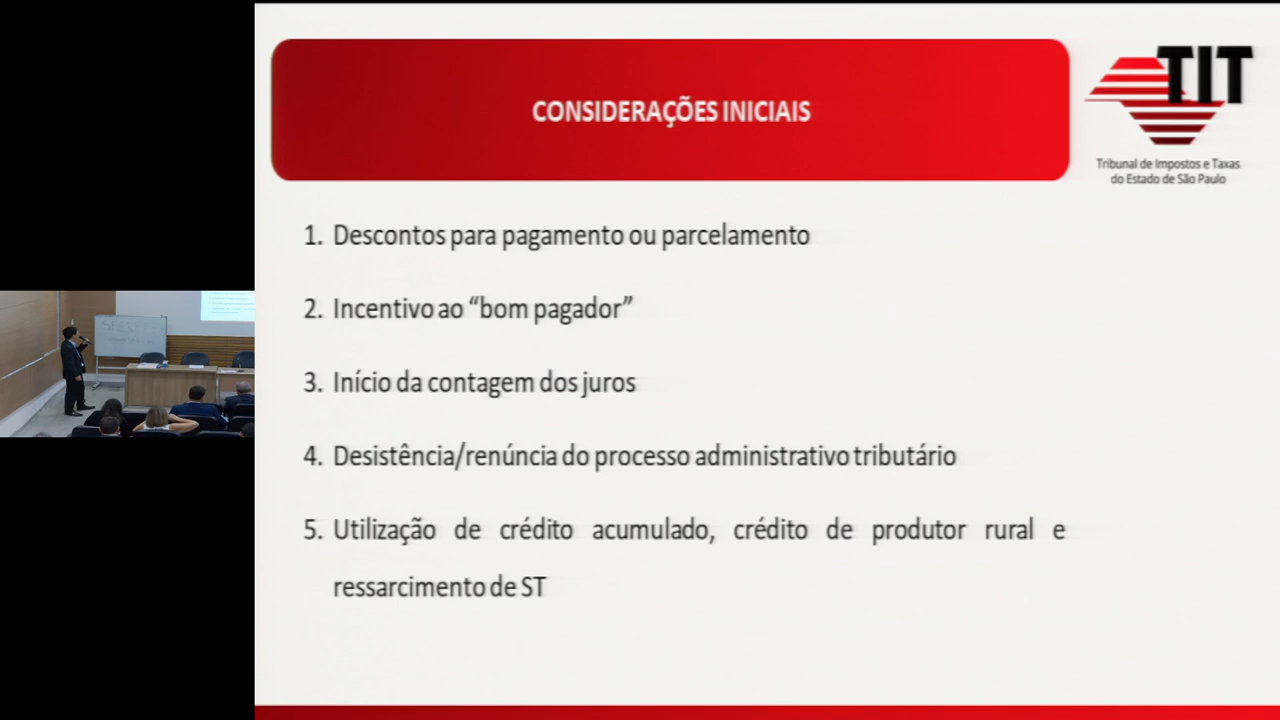 CONSIDERAÇÕES INICIAIS
TIT
Tribunal de Impostos e Taxas
do Estado de São Paulo
1. Descontos para pagamento ou parcelamento
2. Incentivo ao “bom pagador”
3. Início da contagem dos juros
4. Desistência/renúncia do processo administrativo tributário
5. Utilização de crédito acumulado, crédito de produtor rural e
ressarcimento de ST